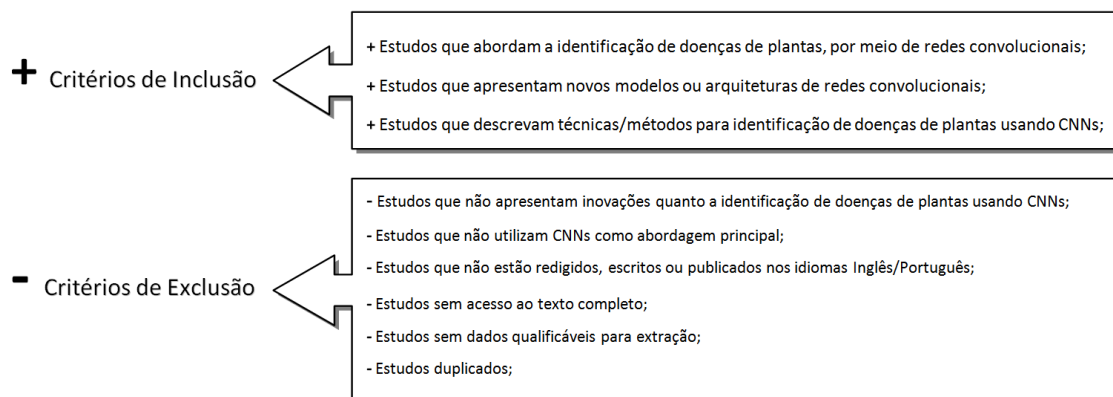 + Critérios de Inclusão
+ Estudos que abordam a identificação de doenças de plantas, por meio de redes convolucionais;
+ Estudos que apresentam novos modelos ou arquiteturas de redes convolucionais;
+ Estudos que descrevam técnicas/métodos para identificação de doenças de plantas usando CNNs;
- Critérios de Exclusão
- Estudos que não apresentam inovações quanto a identificação de doenças de plantas usando CNNs;
- Estudos que não utilizam CNNs como abordagem principal;
- Estudos que não estão redigidos, escritos ou publicados nos idiomas Inglês/Português;
- Estudos sem acesso ao texto completo;
- Estudos sem dados qualificáveis para extração;
- Estudos duplicados;